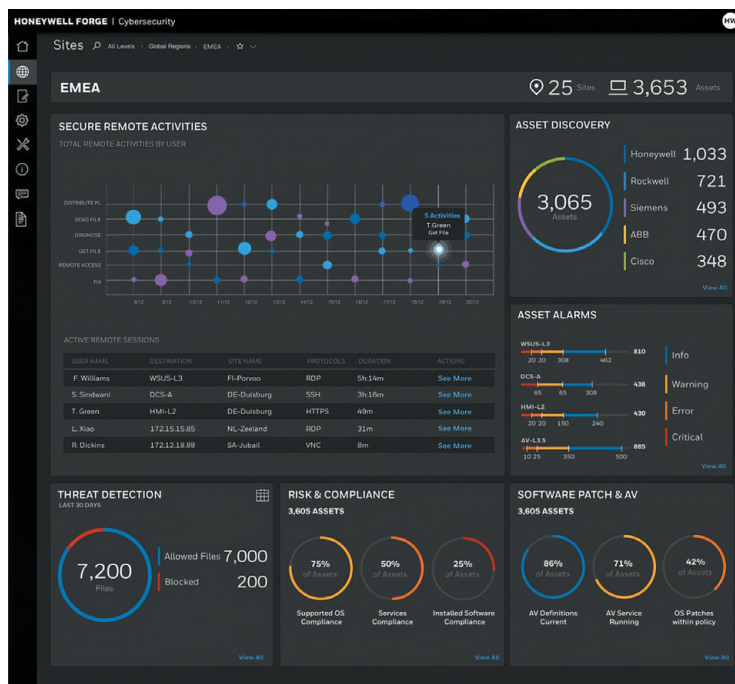 HONEYWELL FORGE | Cybersecurity
HW
Sites All Levels Global Regions EMEA
EMEA
25 Sites 3,653 Assets
SECURE REMOTE ACTIVITIES
TOTAL REMOTE ACTIVITIES BY USER
DISTRIBUTE PL
SEND FILE
DIAGNOSE
GET FILE
REMOTE ACCESS
FIX
5 Activities
T.Green
Get File
8/12 9/12 10/12 11/12 12/12 13/12 14/12 15/12 16/12 17/12 18/12 19/12 20/12
ACTIVE REMOTE SESSIONS
USER NAME DESTINATION SITE NAME PROTOCOLS DURATION ACTIONS
F. Williams WSUS-L3 FI-Porvoo RDP 5h:14m See More
S. Sindwani DCS-A DE-Duisburg SSH 3h:16m See More
T. Green HMI-L2 DE-Duisburg HTTPS 49m See More
L. Xiao 172.15.15.85 NL-Zeeland RDP 31m See More
R. Dickins 172.12.18.88 SA-Juball VNC 8m See More
ASSET DISCOVERY
3,065
Assets
Honeywell 1,033
Rockwell 721
Siemens 493
ABB 470
Cisco 348
View All
ASSET ALARMS
WSUS-L3
810
20 20 308 462
DCS-A
438
65 65 308
HMI-L2
430
20 20 150 240
AV-L3.5
885
10 25 350 500
Info
Warning
Error
Critical
View All
THREAT DETECTION
LAST 30 DAYS
7,200
Files
Allowed Files 7,000
Blocked 200
View All
RISK & COMPLIANCE
3,605 ASSETS
75%
of Assets
Supported OS
Compliance
50%
of Assets
Services
Compliance
25%
of Assets
Installed Software
Compliance
View All
SOFTWARE PATCH & AV
3,605 ASSETS
86%
of Assets
AV Definitions
Current
71%
of Assets
AV Service
Running
42%
of Assets
OS Patches
within policy
View All